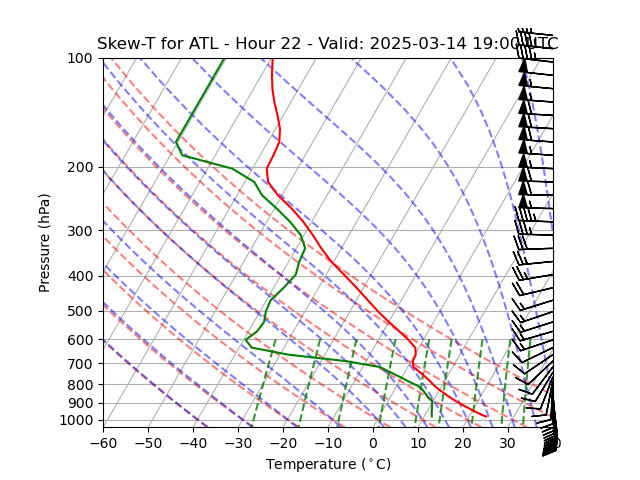 Skew-T for ATL - Hour 22 - Valid: 2025-03-14 19:00 UTC
100
200
300
400
500
600
700
800
900
1000
Pressure (hPa)
−60 −50 −40 −30 −20 −10 0 10 20 30 40
Temperature (°C)